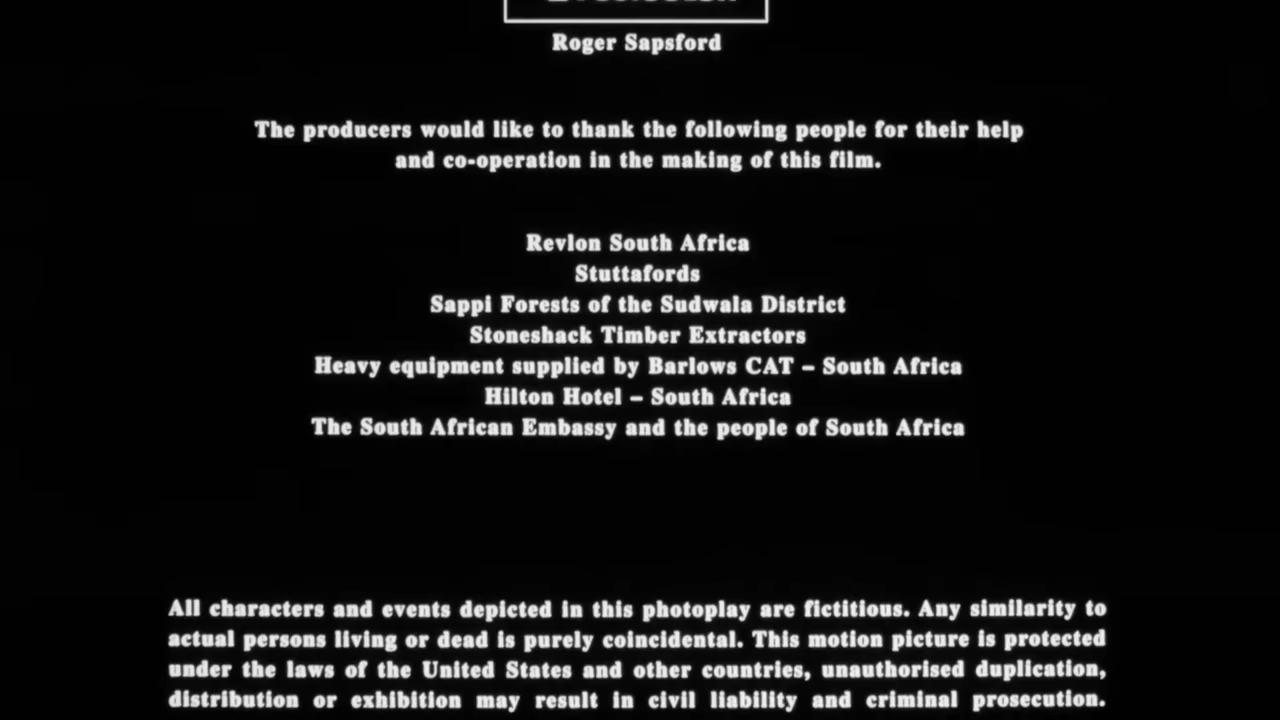 Roger Sapsford
The producers would like to thank the following people for their help
and co-operation in the making of this film.
Revlon South Africa
Stuttafords
Sappi Forests of the Sudwala District
Stoneshack Timber Extractors
Heavy equipment supplied by Barlows CAT – South Africa
Hilton Hotel – South Africa
The South African Embassy and the people of South Africa
All characters and events depicted in this photoplay are fictitious. Any similarity to
actual persons living or dead is purely coincidental. This motion picture is protected
under the laws of the United States and other countries, unauthorised duplication,
distribution or exhibition may result in civil liability and criminal prosecution.